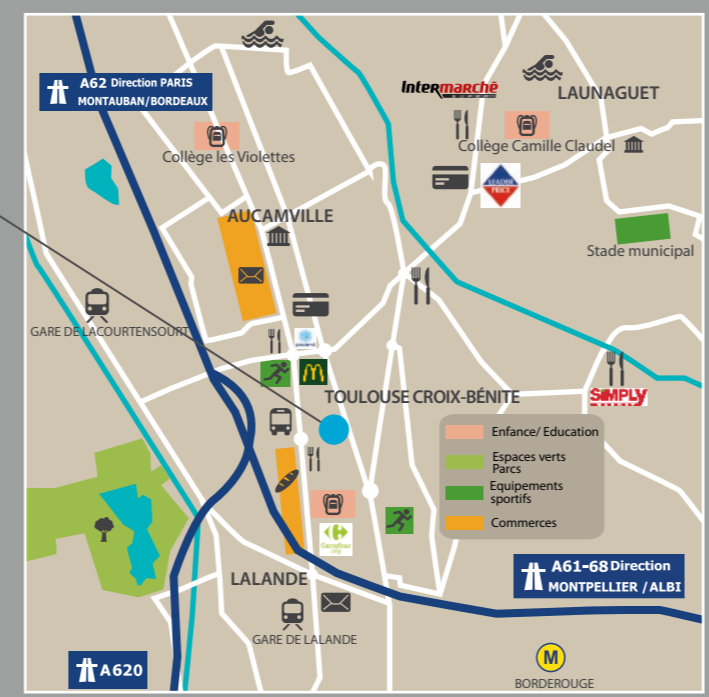 A62 Direction PARIS
MONTAUBAN/BORDEAUX
InterMarché
LAUNAGUET
Collège Camille Claudel
Collège les Violettes
LEADER
PRICE
AUCAMVILLE
Stade municipal
GARE DE LACOURTENSOURT
M
SIMPLY
TOULOUSE CROIX-BÉNITE
Enfance/ Education
Espaces verts
Parcs
Equipements
sportifs
Commerces
Carrefour
city
A61-68 Direction
MONTPELLIER / ALBI
LALANDE
GARE DE LALANDE
A620
M
BORDEROUGE